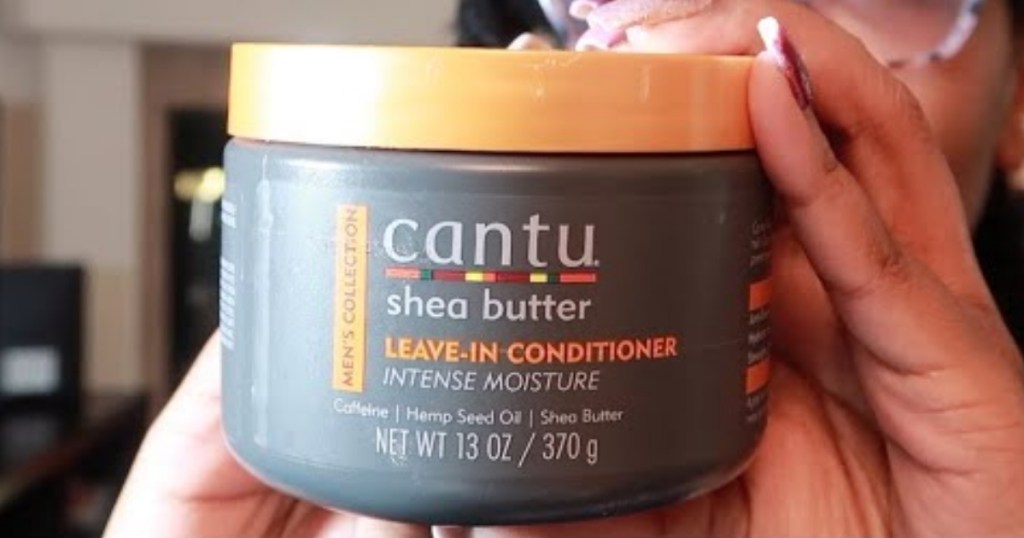 MEN'S COLLECTION
cantu
shea butter
LEAVE-IN CONDITIONER
INTENSE MOISTURE
Caffeine | Hemp Seed Oil | Shea Butter
NET WT 13 OZ / 370 g